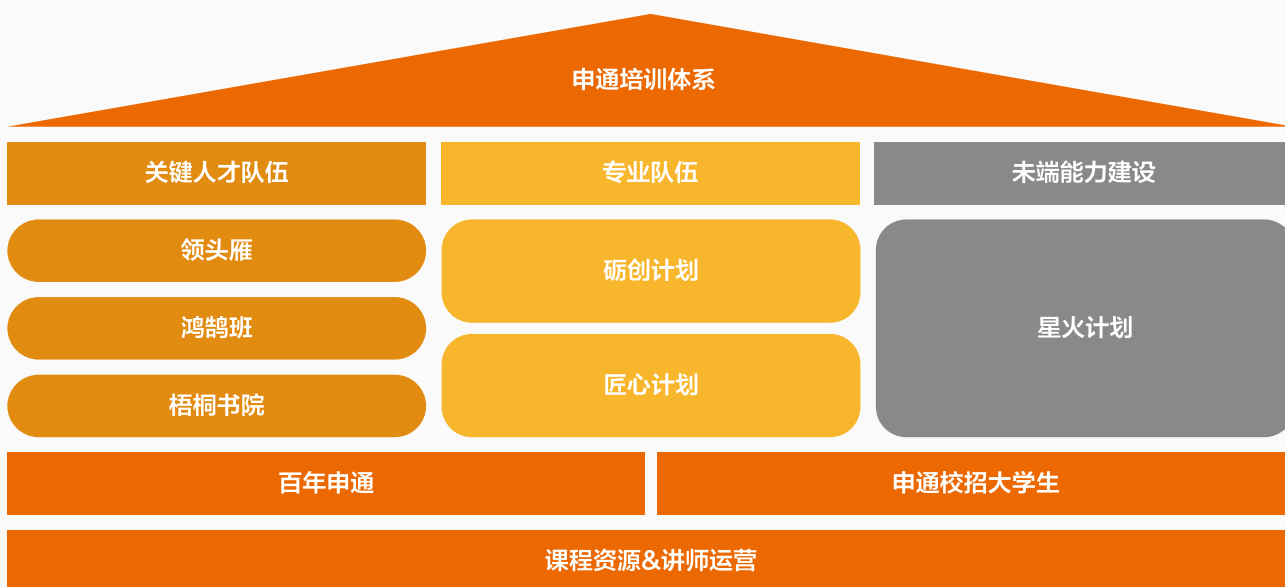 申通培训体系
关键人才队伍
专业队伍
末端能力建设
领头雁
鸿鹄班
梧桐书院
砺创计划
匠心计划
星火计划
百年申通
申通校招大学生
课程资源&讲师运营